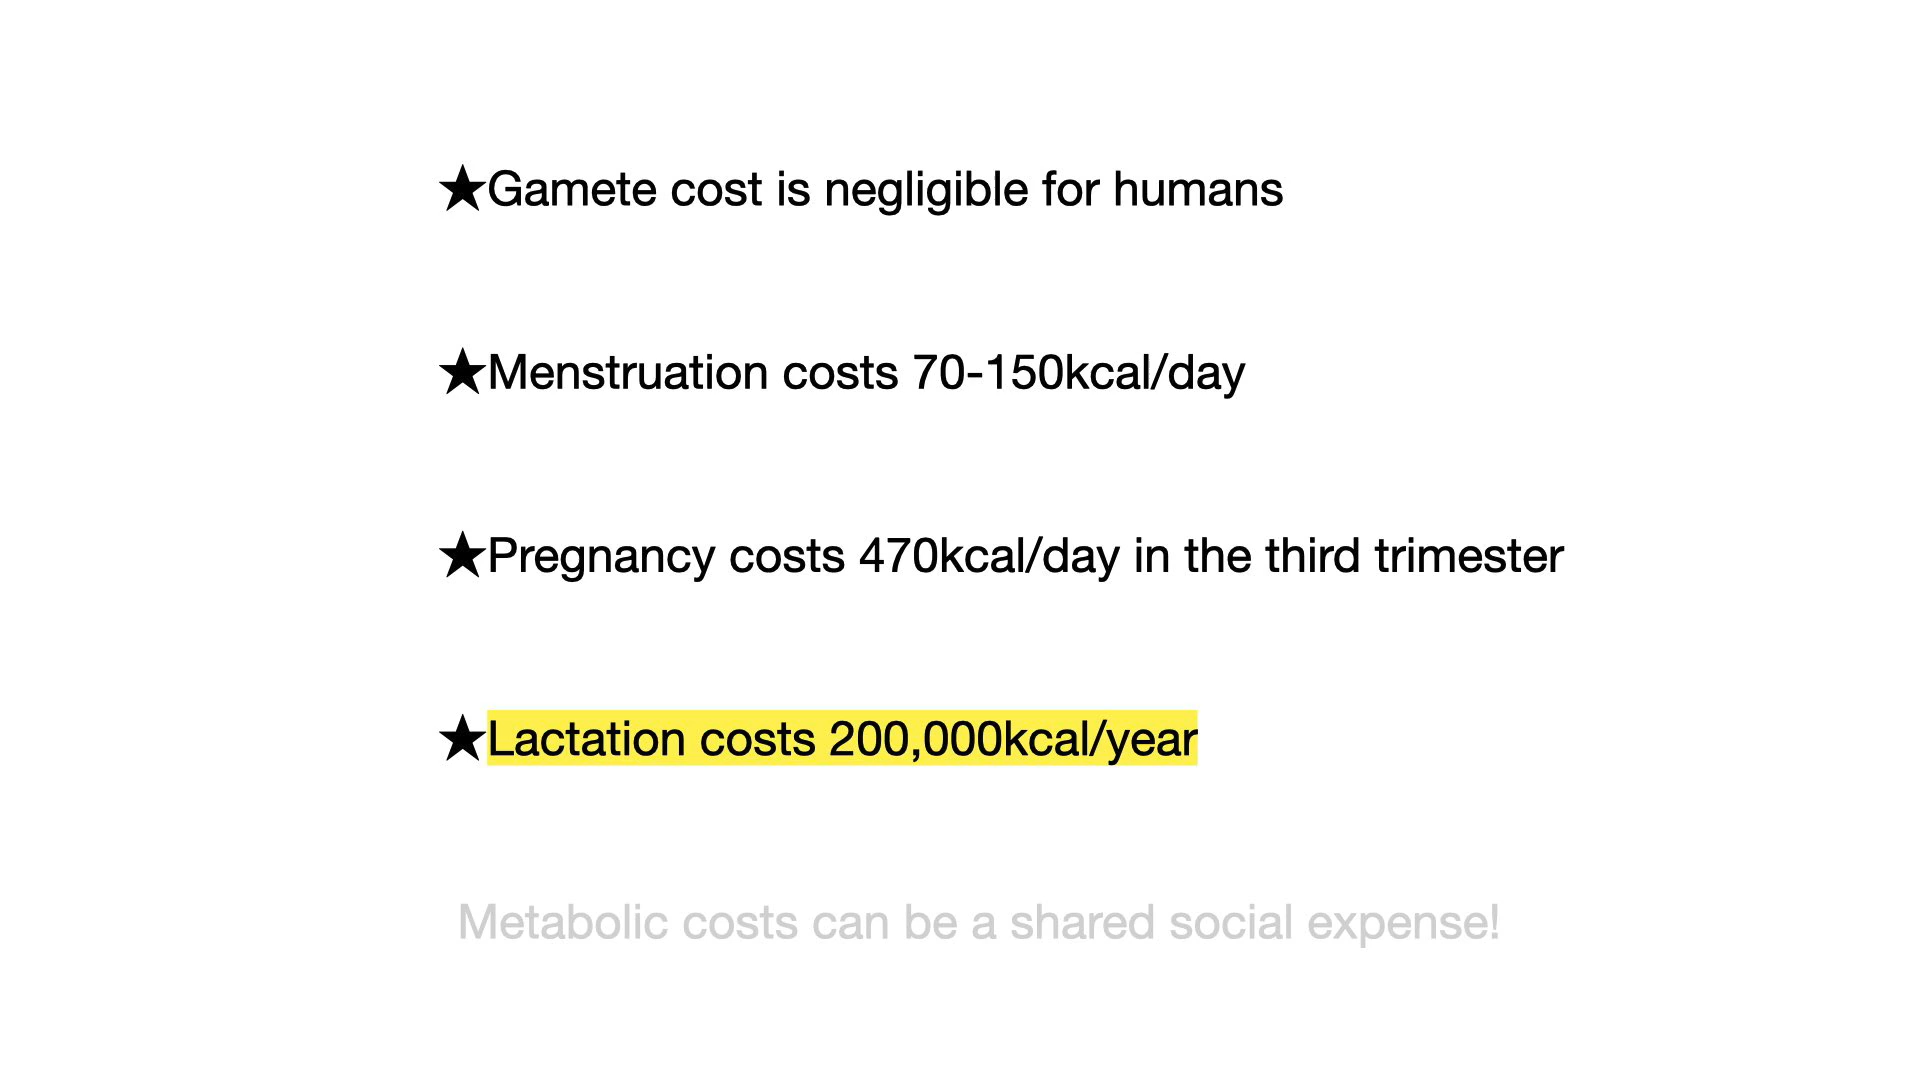 ★Gamete cost is negligible for humans
★Menstruation costs 70-150kcal/day
★Pregnancy costs 470kcal/day in the third trimester
★Lactation costs 200,000kcal/year
Metabolic costs can be a shared social expense!